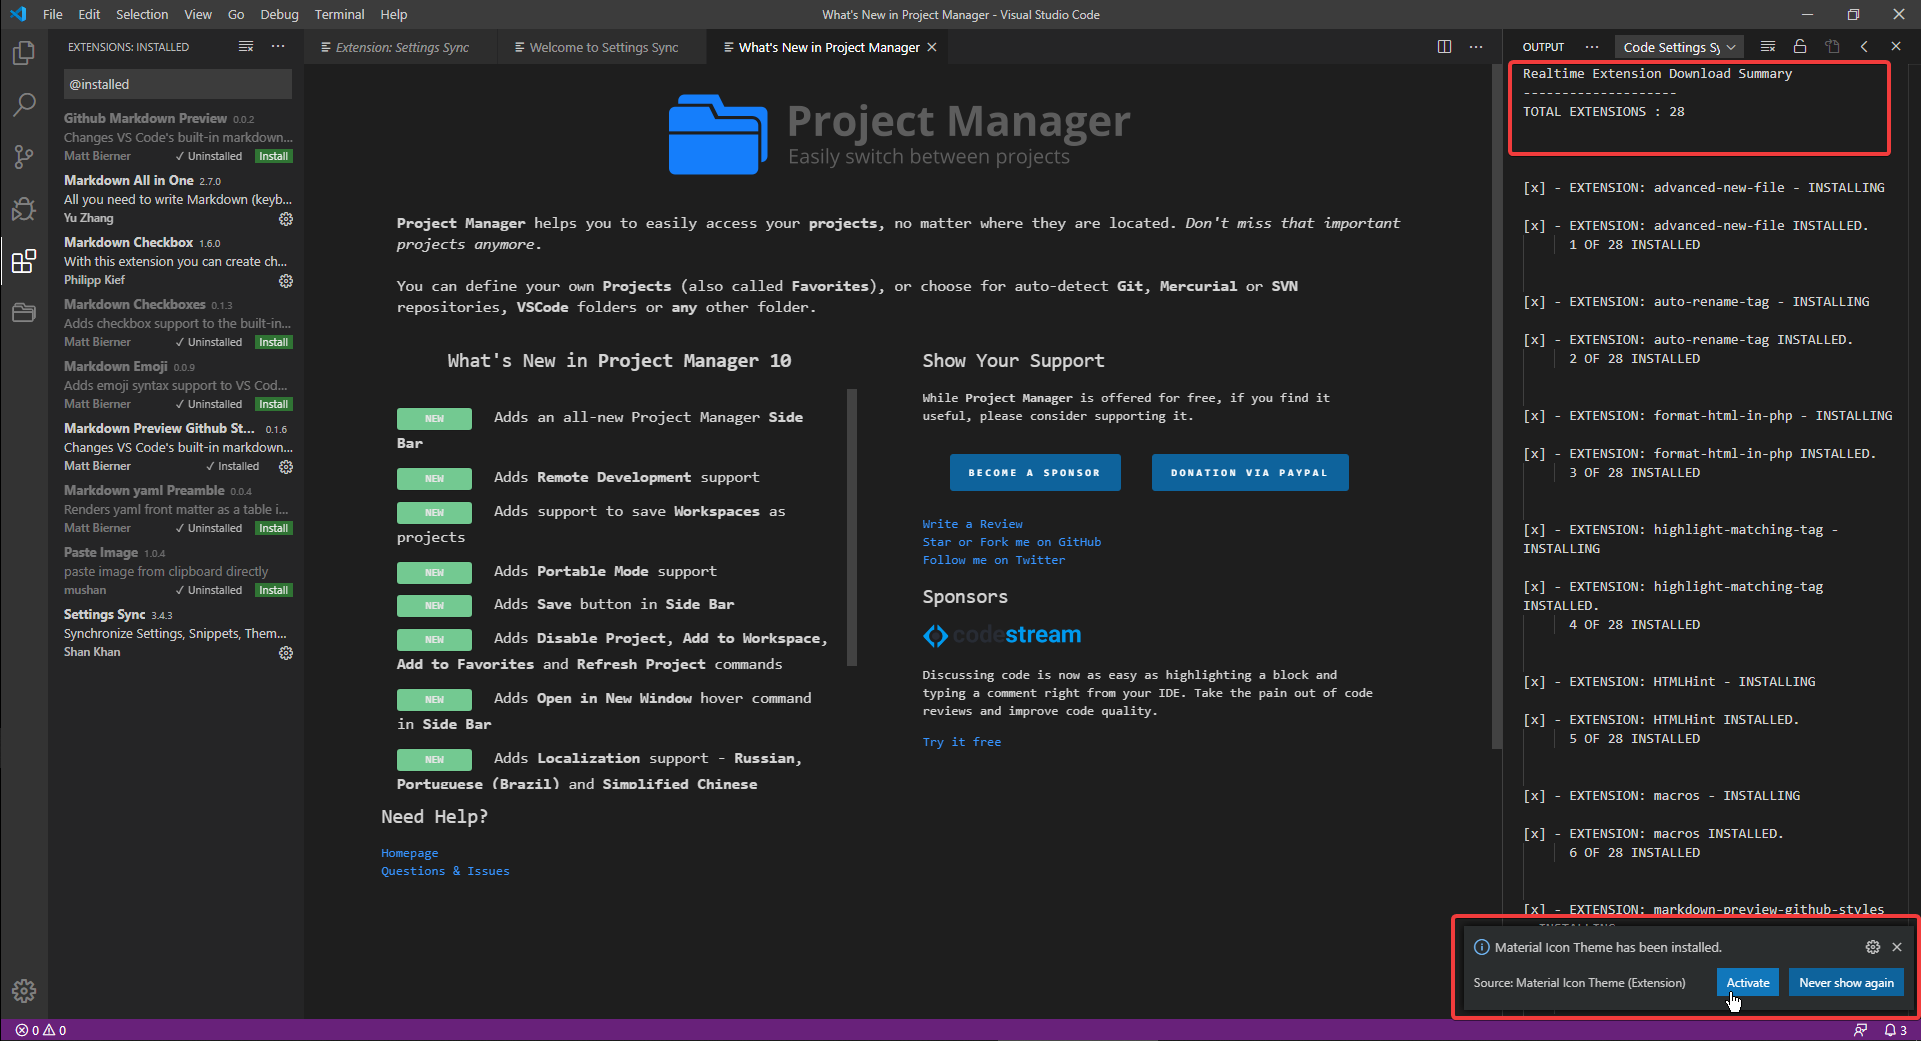 File Edit Selection View Go Debug Terminal Help
What's New in Project Manager - Visual Studio Code
EXTENSIONS: INSTALLED
@installed
Github Markdown Preview 0.0.2
Changes VS Code's built-in markdown...
Matt Bierner ✓ Uninstalled Install
Markdown All in One 2.7.0
All you need to write Markdown (keyb...
Yu Zhang
Markdown Checkbox 1.6.0
With this extension you can create ch...
Philipp Kief
Markdown Checkboxes 0.1.3
Adds checkbox support to the built-in...
Matt Bierner ✓ Uninstalled Install
Markdown Emoji 0.0.9
Adds emoji syntax support to VS Cod...
Matt Bierner ✓ Uninstalled Install
Markdown Preview Github St... 0.1.6
Changes VS Code's built-in markdown...
Matt Bierner ✓ Installed
Markdown yaml Preamble 0.0.4
Renders yaml front matter as a table i...
Matt Bierner ✓ Uninstalled Install
Paste Image 1.0.4
paste image from clipboard directly
mushan ✓ Uninstalled Install
Settings Sync 3.4.3
Synchronize Settings, Snippets, Them...
Shan Khan
Extension: Settings Sync
Welcome to Settings Sync
What's New in Project Manager
Project Manager
Easily switch between projects
Project Manager helps you to easily access your projects, no matter where they are located. Don't miss that important
projects anymore.
You can define your own Projects (also called Favorites), or choose for auto-detect Git, Mercurial or SVN
repositories, VSCode folders or any other folder.
What's New in Project Manager 10
NEW Adds an all-new Project Manager Side
Bar
NEW Adds Remote Development support
NEW Adds support to save Workspaces as
projects
NEW Adds Portable Mode support
NEW Adds Save button in Side Bar
NEW Adds Disable Project, Add to Workspace,
Add to Favorites and Refresh Project commands
NEW Adds Open in New Window hover command
in Side Bar
NEW Adds Localization support - Russian,
Portuguese (Brazil) and Simplified Chinese
Show Your Support
While Project Manager is offered for free, if you find it
useful, please consider supporting it.
BECOME A SPONSOR DONATION VIA PAYPAL
Write a Review
Star or Fork me on GitHub
Follow me on Twitter
Sponsors
codestream
Discussing code is now as easy as highlighting a block and
typing a comment right from your IDE. Take the pain out of code
reviews and improve code quality.
Try it free
Need Help?
Homepage
Questions & Issues
OUTPUT
Code Settings Sy
Realtime Extension Download Summary
--------------------
TOTAL EXTENSIONS : 28
[x] - EXTENSION: advanced-new-file - INSTALLING
[x] - EXTENSION: advanced-new-file INSTALLED.
1 OF 28 INSTALLED
[x] - EXTENSION: auto-rename-tag - INSTALLING
[x] - EXTENSION: auto-rename-tag INSTALLED.
2 OF 28 INSTALLED
[x] - EXTENSION: format-html-in-php - INSTALLING
[x] - EXTENSION: format-html-in-php INSTALLED.
3 OF 28 INSTALLED
[x] - EXTENSION: highlight-matching-tag -
INSTALLING
[x] - EXTENSION: highlight-matching-tag
INSTALLED.
4 OF 28 INSTALLED
[x] - EXTENSION: HTMLHint - INSTALLING
[x] - EXTENSION: HTMLHint INSTALLED.
5 OF 28 INSTALLED
[x] - EXTENSION: macros - INSTALLING
[x] - EXTENSION: macros INSTALLED.
6 OF 28 INSTALLED
[x] - EXTENSION: markdown-preview-github-styles
Material Icon Theme has been installed.
Source: Material Icon Theme (Extension) Activate Never show again
0 0
3